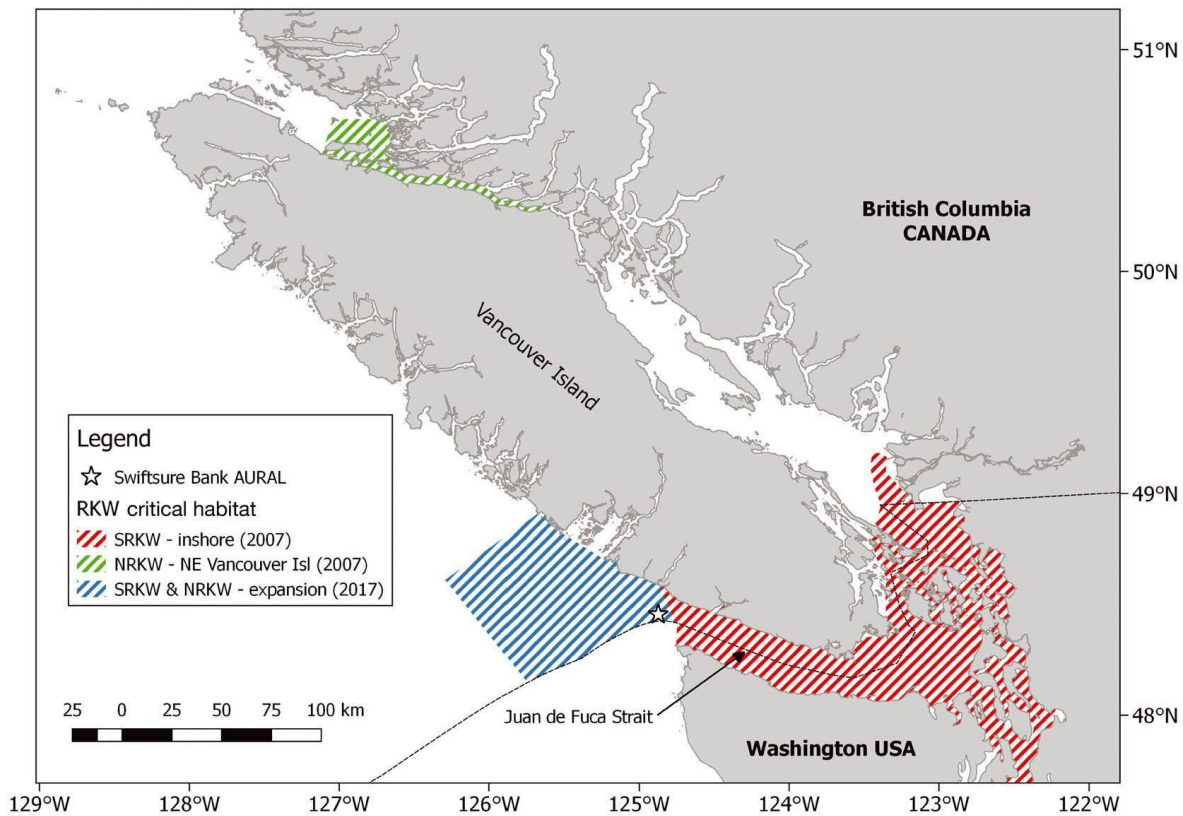 51°N
British Columbia
CANADA
50°N
Vancouver Island
Legend
Swiftsure Bank AURAL
RKW critical habitat
SRKW - inshore (2007)
NRKW - NE Vancouver Isl (2007)
SRKW & NRKW - expansion (2017)
49°N
25 0 25 50 75 100 km
Juan de Fuca Strait
48°N
Washington USA
129°W 128°W 127°W 126°W 125°W 124°W 123°W 122°W